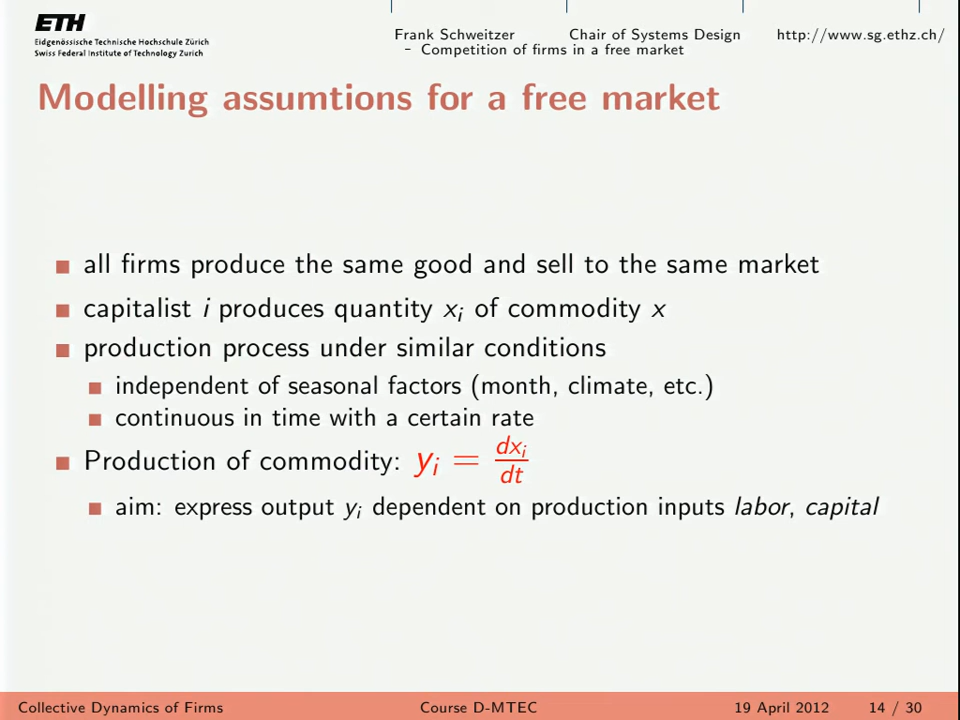 ETH
Eidgenössische Technische Hochschule Zürich
Swiss Federal Institute of Technology Zurich
Frank Schweitzer Chair of Systems Design http://www.sg.ethz.ch/
– Competition of firms in a free market
Modelling assumtions for a free market
all firms produce the same good and sell to the same market
capitalist i produces quantity xᵢ of commodity x
production process under similar conditions
independent of seasonal factors (month, climate, etc.)
continuous in time with a certain rate
Production of commodity: yᵢ = dxᵢ/dt
aim: express output yᵢ dependent on production inputs labor, capital
Collective Dynamics of Firms Course D-MTEC 19 April 2012 14 / 30